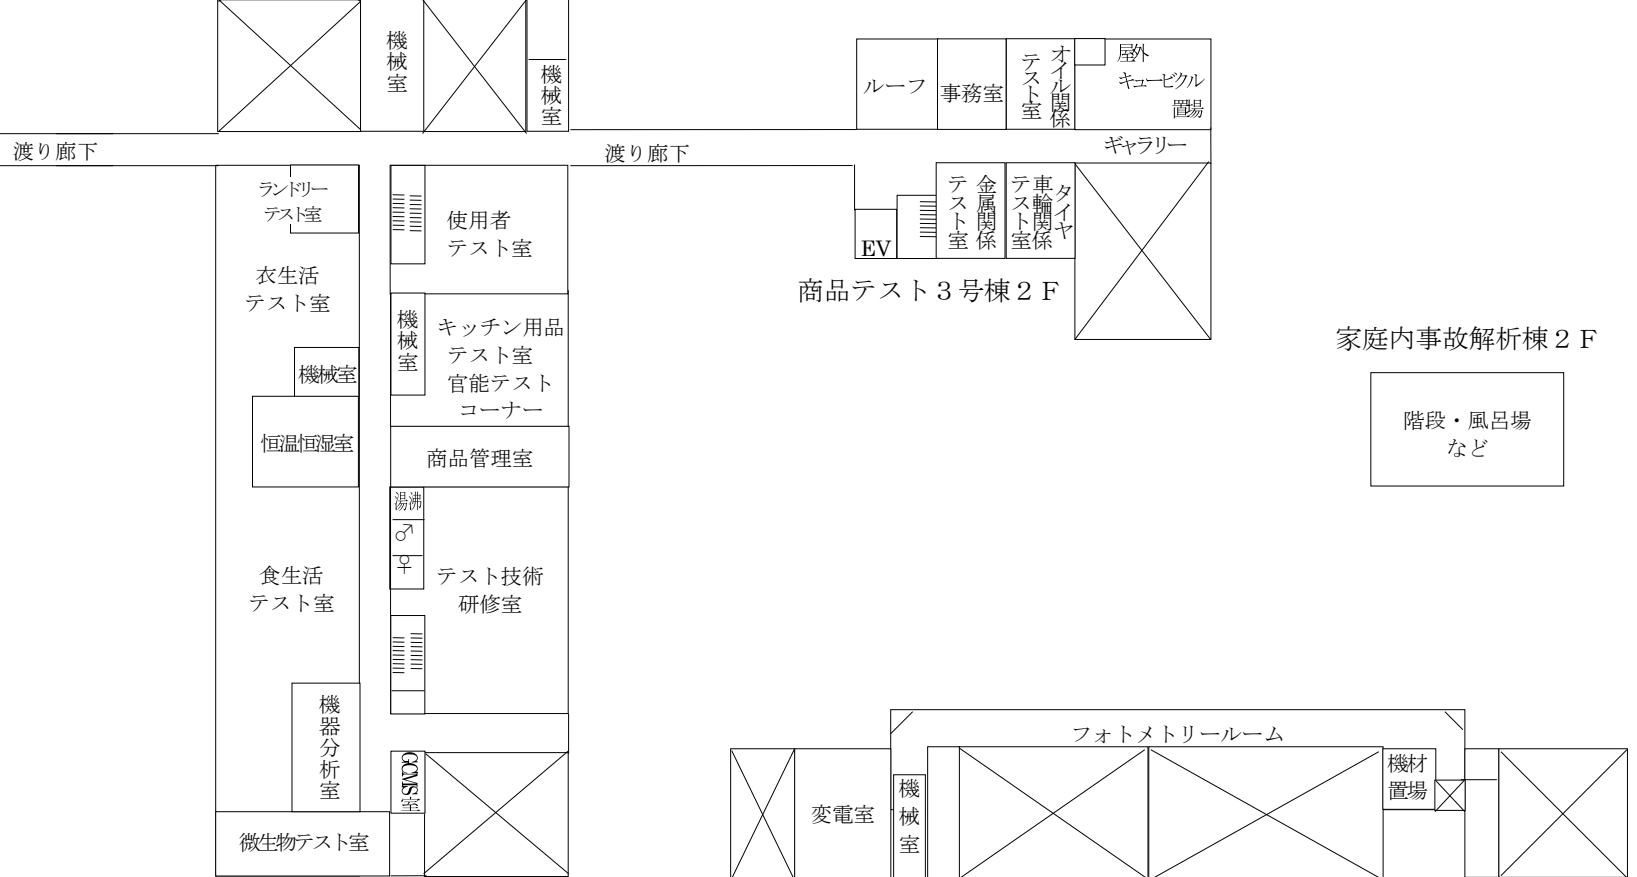 機械室
機械室
渡り廊下
渡り廊下
ルーフ
事務室
オイル関係
テスト室
屋外
キュービクル
置場
ギャラリー
ランドリー
テスト室
使用者
テスト室
衣生活
テスト室
EV
金属関係
テスト室
タイヤ
車輪関係
テスト室
商品テスト3号棟2F
機械室
キッチン用品
テスト室
官能テスト
コーナー
機械室
恒温恒湿室
商品管理室
家庭内事故解析棟2F
階段・風呂場
など
湯沸
♂
♀
食生活
テスト室
テスト技術
研修室
機器分析室
GCMS室
微生物テスト室
フォトメトリールーム
変電室
機械室
機材
置場